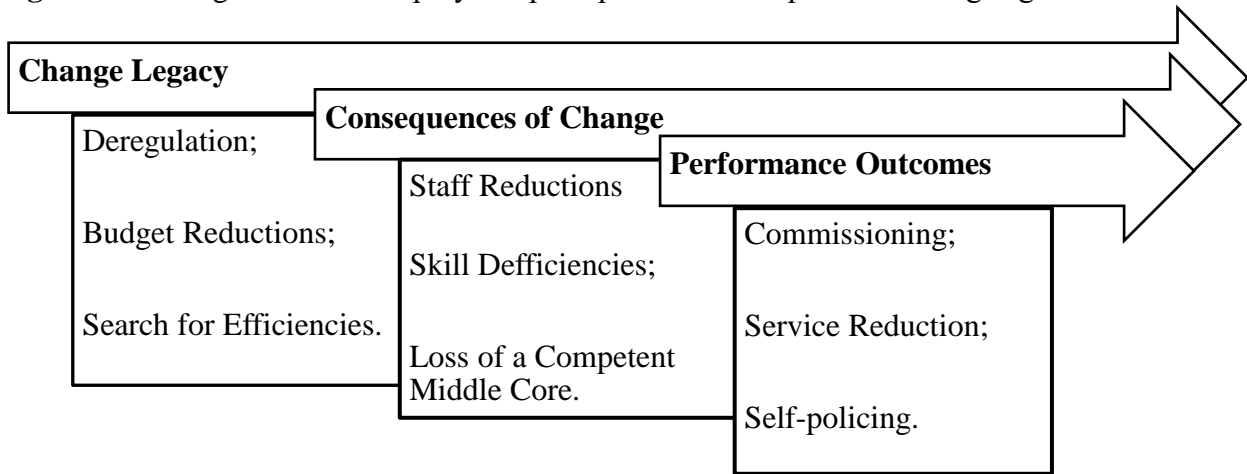 Change Legacy
Deregulation;
Budget Reductions;
Search for Efficiencies.
Consequences of Change
Staff Reductions
Skill Defficiencies;
Loss of a Competent
Middle Core.
Performance Outcomes
Commissioning;
Service Reduction;
Self-policing.